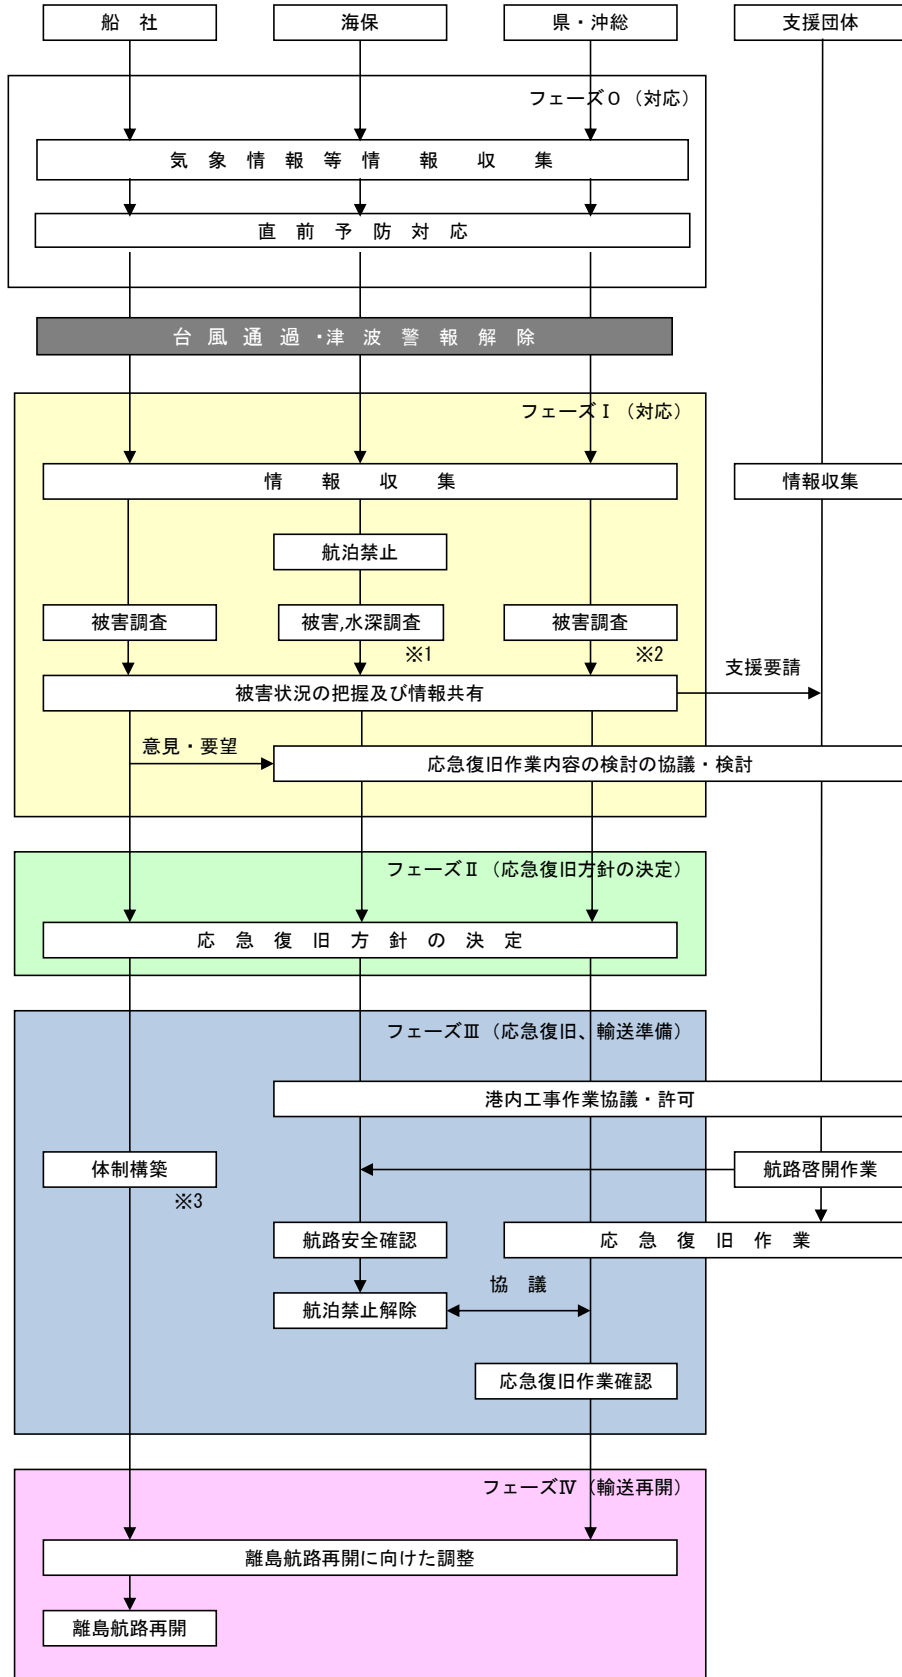 船　社
海保
県・沖総
支援団体
フェーズ０（対応）
気　象　情　報　等　情　報　収　集
直　前　予　防　対　応
台　風　通　過　・津　波　警　報　解　除
フェーズⅠ（対応）
情　報　収　集
情報収集
航泊禁止
被害調査
被害,水深調査
被害調査
※1
※2
支援要請
被害状況の把握及び情報共有
意見・要望
応急復旧作業内容の検討の協議・検討
フェーズⅡ（応急復旧方針の決定）
応　急　復　旧　方　針　の　決　定
フェーズⅢ（応急復旧、輸送準備）
港内工事作業協議・許可
体制構築
航路啓開作業
※3
航路安全確認
応　急　復　旧　作　業
協　議
航泊禁止解除
応急復旧作業確認
フェーズⅣ（輸送再開）
離島航路再開に向けた調整
離島航路再開